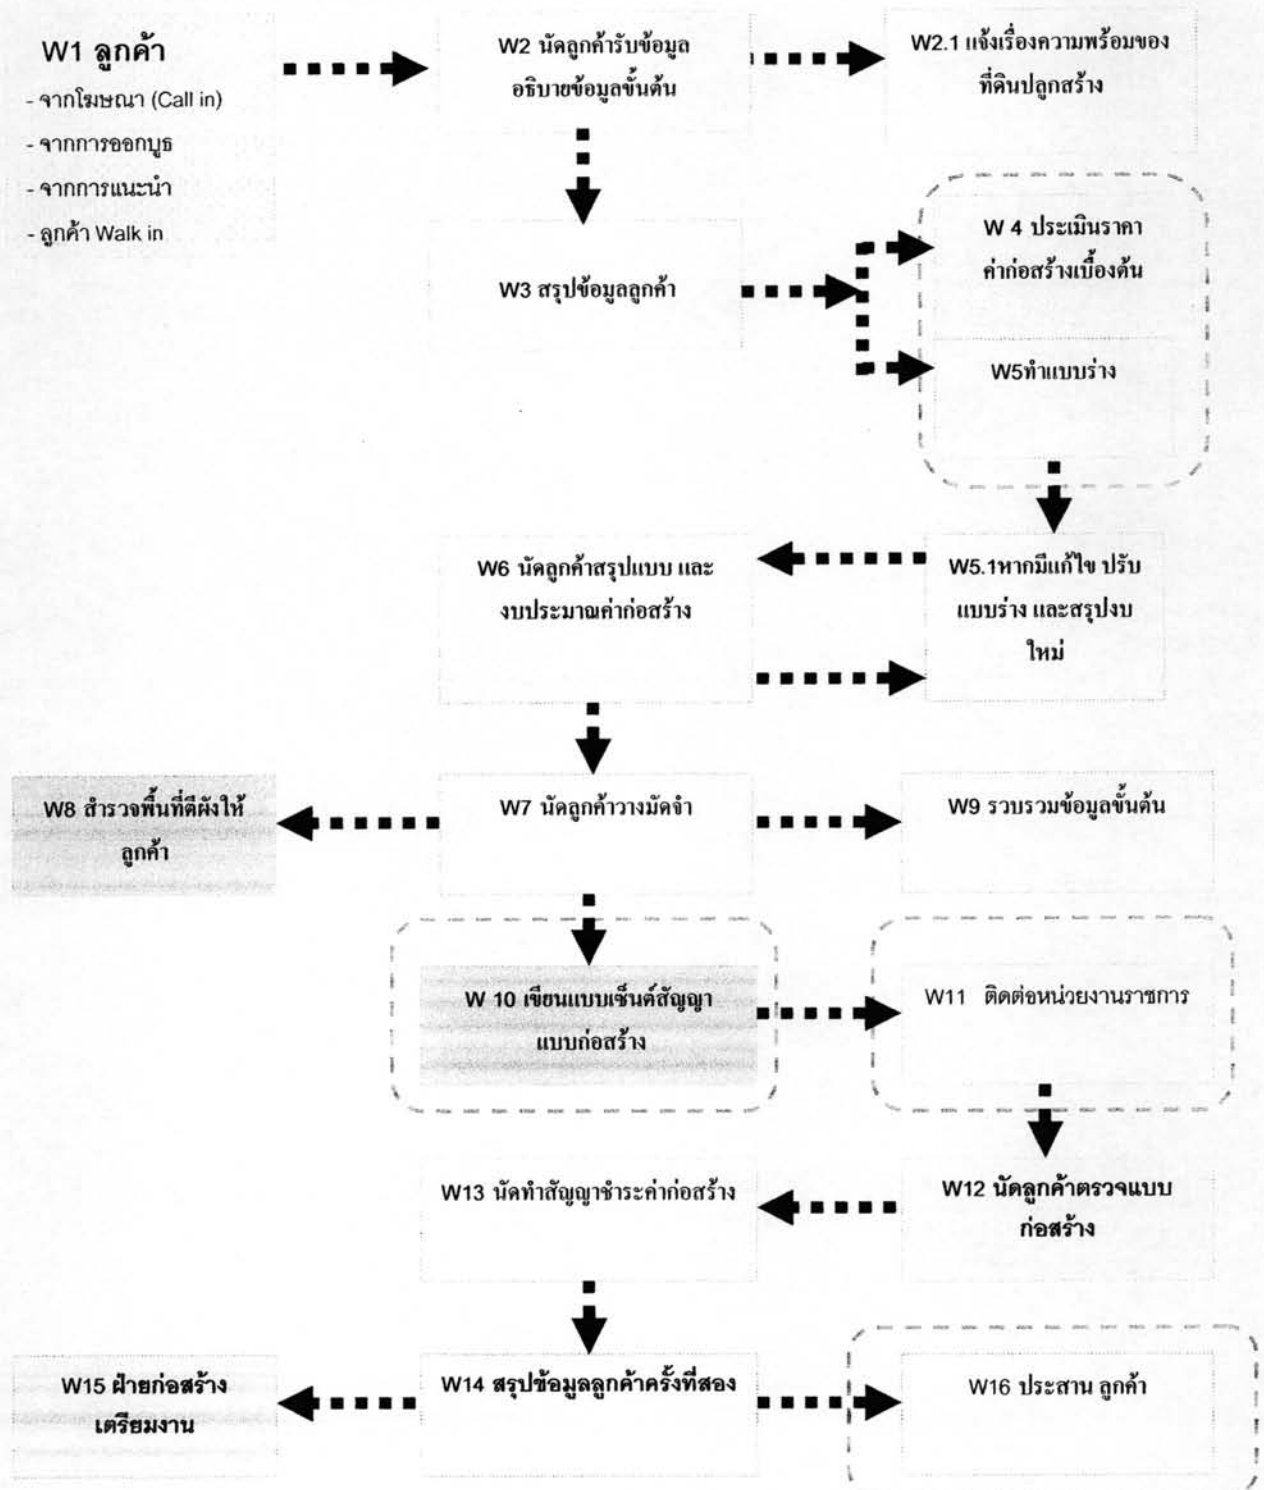 W1 ลูกค้า
- จากโฆษณา (Call in)
- จากการออกบูธ
- จากการแนะนำ
- ลูกค้า Walk in
W2 นัดลูกค้ารับข้อมูล
อธิบายข้อมูลขั้นต้น
W2.1 แจ้งเรื่องความพร้อมของ
ที่ดินปลูกสร้าง
W3 สรุปข้อมูลลูกค้า
W 4 ประเมินราคา
ค่าก่อสร้างเบื้องต้น
W5ทำแบบร่าง
W6 นัดลูกค้าสรุปแบบ และ
งบประมาณค่าก่อสร้าง
W5.1หากมีแก้ไข ปรับ
แบบร่าง และสรุปงบ
ใหม่
W8 สำรวจพื้นที่ตีผังให้
ลูกค้า
W7 นัดลูกค้าวางมัดจำ
W9 รวบรวมข้อมูลขั้นต้น
W 10 เขียนแบบเซ็นต์สัญญา
แบบก่อสร้าง
W11 ติดต่อหน่วยงานราชการ
W13 นัดทำสัญญาชำระค่าก่อสร้าง
W12 นัดลูกค้าตรวจแบบ
ก่อสร้าง
W15 ฝ่ายก่อสร้าง
เตรียมงาน
W14 สรุปข้อมูลลูกค้าครั้งที่สอง
W16 ประสาน ลูกค้า